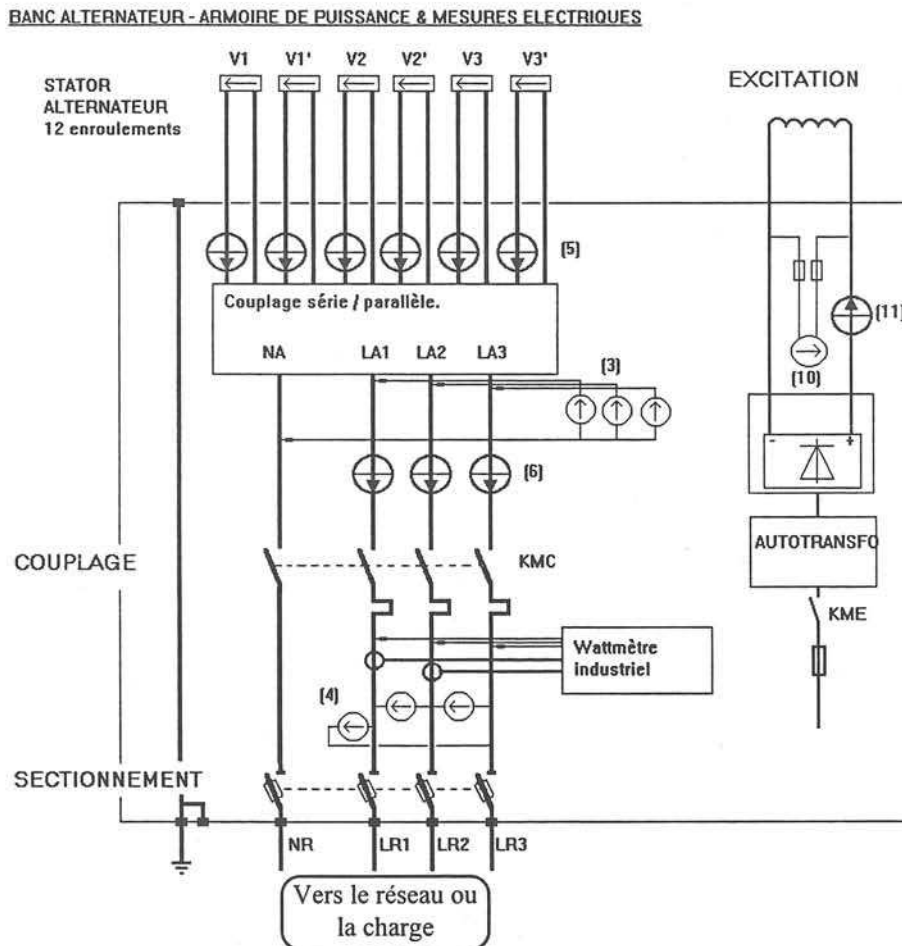 BANC ALTERNATEUR - ARMOIRE DE PUISSANCE & MESURES ELECTRIQUES
V1 V1' V2 V2' V3 V3'
STATOR
ALTERNATEUR
12 enroulements
EXCITATION
(5)
Couplage série / parallèle.
NA LA1 LA2 LA3
(3)
(11)
(10)
- +
(6)
AUTOTRANSFO
COUPLAGE
KMC
KME
Wattmètre
industriel
(4)
SECTIONNEMENT
NR LR1 LR2 LR3
Vers le réseau ou
la charge